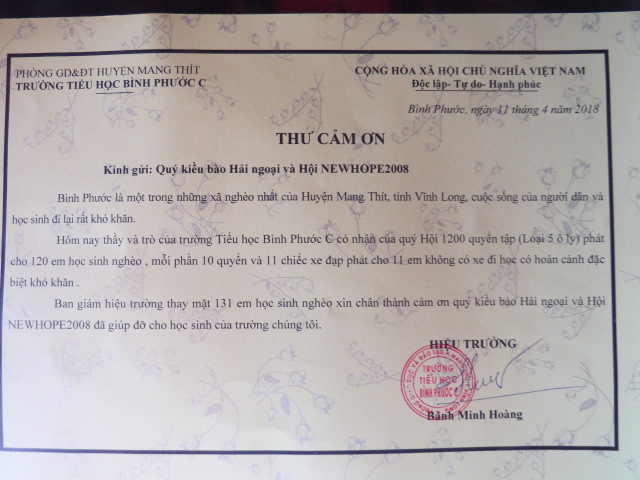 PHÒNG GD&ĐT HUYỆN MANG THÍT
TRƯỜNG TIỂU HỌC BÌNH PHƯỚC C
CỘNG HÒA XÃ HỘI CHỦ NGHĨA VIỆT NAM
Độc lập- Tự do- Hạnh phúc
Bình Phước, ngày 11 tháng 4 năm 2018
THƯ CẢM ƠN
Kính gửi: Quý kiều bào Hải ngoại và Hội NEWHOPE2008
Bình Phước là một trong những xã nghèo nhất của Huyện Mang Thít, tỉnh Vĩnh Long, cuộc sống của người dân và
học sinh đi lại rất khó khăn.
Hôm nay thầy và trò của trường Tiểu học Bình Phước C có nhận của quý Hội 1200 quyển tập (Loại 5 ô ly) phát
cho 120 em học sinh nghèo , mỗi phần 10 quyển và 11 chiếc xe đạp phát cho 11 em không có xe đi học có hoàn cảnh đặc
biệt khó khăn .
Ban giám hiệu trường thay mặt 131 em học sinh nghèo xin chân thành cảm ơn quý kiều bào Hải ngoại và Hội
NEWHOPE2008 đã giúp đỡ cho học sinh của trường chúng tôi.
HIỆU TRƯỞNG
TRƯỜNG
TIỂU HỌC
BÌNH PHƯỚC C
Bành Minh Hoàng